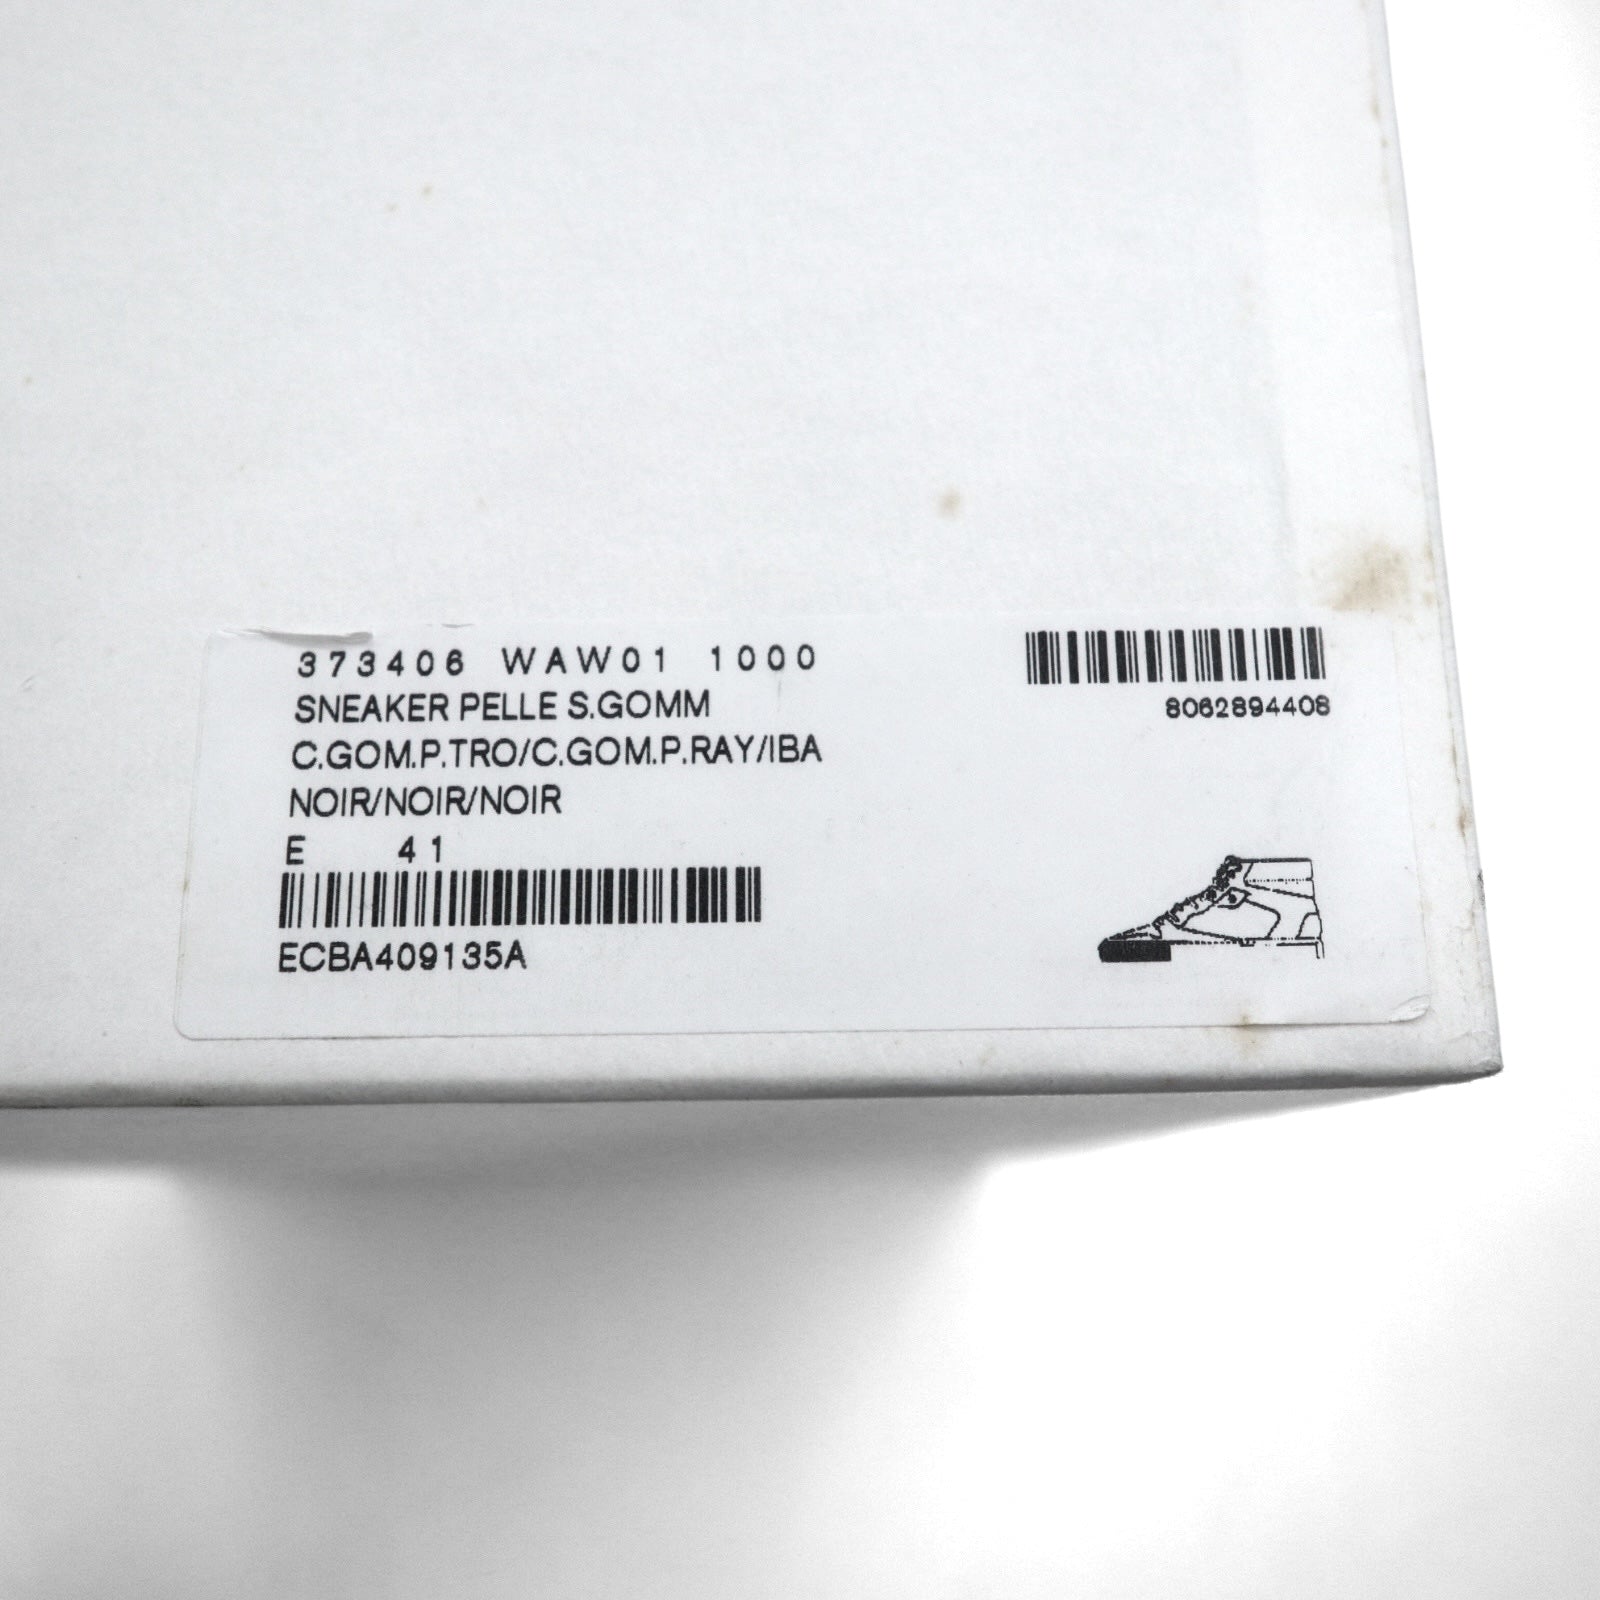 373406 WAW01 1000
SNEAKER PELLE S.GOMM
C.GOM.P.TRO/C.GOM.P.RAY/IBA
NOIR/NOIR/NOIR
E 41
ECBA409135A
8062894408